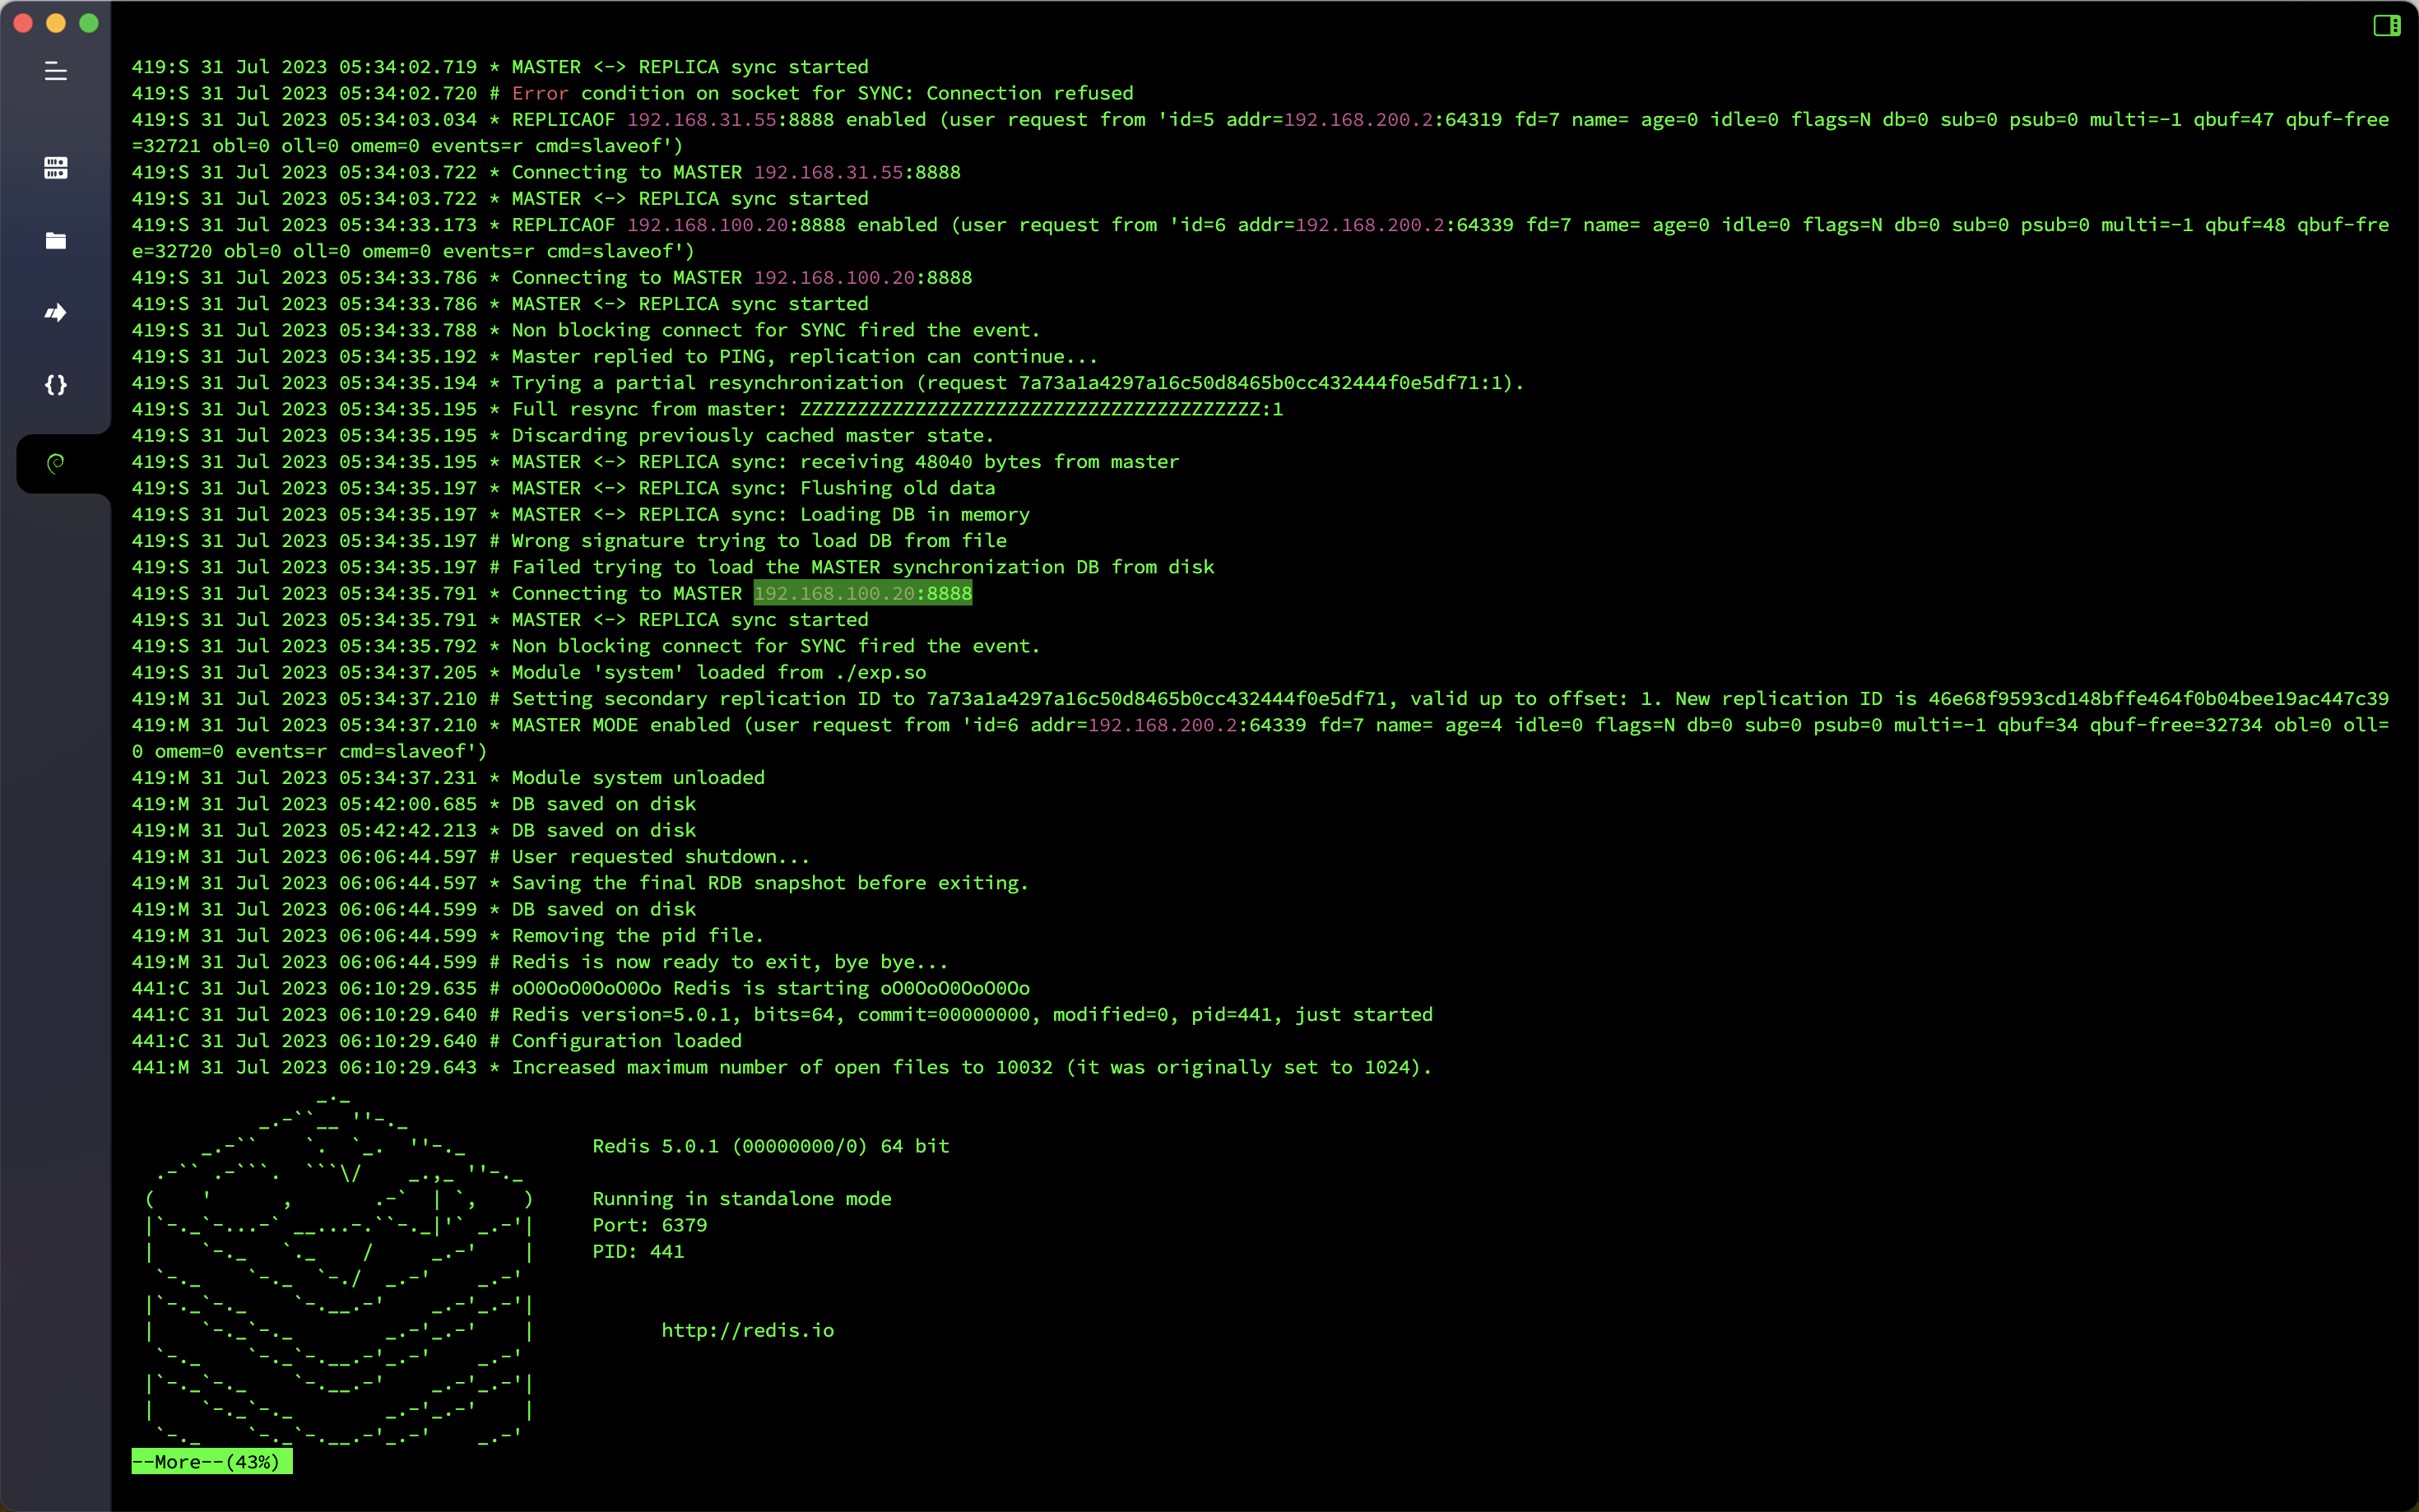 419:S 31 Jul 2023 05:34:02.719 * MASTER <-> REPLICA sync started
419:S 31 Jul 2023 05:34:02.720 # Error condition on socket for SYNC: Connection refused
419:S 31 Jul 2023 05:34:03.034 * REPLICAOF 192.168.31.55:8888 enabled (user request from 'id=5 addr=192.168.200.2:64319 fd=7 name= age=0 idle=0 flags=N db=0 sub=0 psub=0 multi=-1 qbuf=47 qbuf-free
=32721 obl=0 oll=0 omem=0 events=r cmd=slaveof')
419:S 31 Jul 2023 05:34:03.722 * Connecting to MASTER 192.168.31.55:8888
419:S 31 Jul 2023 05:34:03.722 * MASTER <-> REPLICA sync started
419:S 31 Jul 2023 05:34:33.173 * REPLICAOF 192.168.100.20:8888 enabled (user request from 'id=6 addr=192.168.200.2:64339 fd=7 name= age=0 idle=0 flags=N db=0 sub=0 psub=0 multi=-1 qbuf=48 qbuf-fre
e=32720 obl=0 oll=0 omem=0 events=r cmd=slaveof')
419:S 31 Jul 2023 05:34:33.786 * Connecting to MASTER 192.168.100.20:8888
419:S 31 Jul 2023 05:34:33.786 * MASTER <-> REPLICA sync started
419:S 31 Jul 2023 05:34:33.788 * Non blocking connect for SYNC fired the event.
419:S 31 Jul 2023 05:34:35.192 * Master replied to PING, replication can continue...
419:S 31 Jul 2023 05:34:35.194 * Trying a partial resynchronization (request 7a73a1a4297a16c50d8465b0cc432444f0e5df71:1).
419:S 31 Jul 2023 05:34:35.195 * Full resync from master: ZZZZZZZZZZZZZZZZZZZZZZZZZZZZZZZZZZZZZZZZ:1
419:S 31 Jul 2023 05:34:35.195 * Discarding previously cached master state.
419:S 31 Jul 2023 05:34:35.195 * MASTER <-> REPLICA sync: receiving 48040 bytes from master
419:S 31 Jul 2023 05:34:35.197 * MASTER <-> REPLICA sync: Flushing old data
419:S 31 Jul 2023 05:34:35.197 * MASTER <-> REPLICA sync: Loading DB in memory
419:S 31 Jul 2023 05:34:35.197 # Wrong signature trying to load DB from file
419:S 31 Jul 2023 05:34:35.197 # Failed trying to load the MASTER synchronization DB from disk
419:S 31 Jul 2023 05:34:35.791 * Connecting to MASTER 192.168.100.20:8888
419:S 31 Jul 2023 05:34:35.791 * MASTER <-> REPLICA sync started
419:S 31 Jul 2023 05:34:35.792 * Non blocking connect for SYNC fired the event.
419:S 31 Jul 2023 05:34:37.205 * Module 'system' loaded from ./exp.so
419:M 31 Jul 2023 05:34:37.210 # Setting secondary replication ID to 7a73a1a4297a16c50d8465b0cc432444f0e5df71, valid up to offset: 1. New replication ID is 46e68f9593cd148bffe464f0b04bee19ac447c39
419:M 31 Jul 2023 05:34:37.210 * MASTER MODE enabled (user request from 'id=6 addr=192.168.200.2:64339 fd=7 name= age=4 idle=0 flags=N db=0 sub=0 psub=0 multi=-1 qbuf=34 qbuf-free=32734 obl=0 oll=
0 omem=0 events=r cmd=slaveof')
419:M 31 Jul 2023 05:34:37.231 * Module system unloaded
419:M 31 Jul 2023 05:42:00.685 * DB saved on disk
419:M 31 Jul 2023 05:42:42.213 * DB saved on disk
419:M 31 Jul 2023 06:06:44.597 # User requested shutdown...
419:M 31 Jul 2023 06:06:44.597 * Saving the final RDB snapshot before exiting.
419:M 31 Jul 2023 06:06:44.599 * DB saved on disk
419:M 31 Jul 2023 06:06:44.599 * Removing the pid file.
419:M 31 Jul 2023 06:06:44.599 # Redis is now ready to exit, bye bye...
441:C 31 Jul 2023 06:10:29.635 # oO0OoO0OoO0Oo Redis is starting oO0OoO0OoO0Oo
441:C 31 Jul 2023 06:10:29.640 # Redis version=5.0.1, bits=64, commit=00000000, modified=0, pid=441, just started
441:C 31 Jul 2023 06:10:29.640 # Configuration loaded
441:M 31 Jul 2023 06:10:29.643 * Increased maximum number of open files to 10032 (it was originally set to 1024).
Redis 5.0.1 (00000000/0) 64 bit
Running in standalone mode
Port: 6379
PID: 441
http://redis.io
--More--(43%)